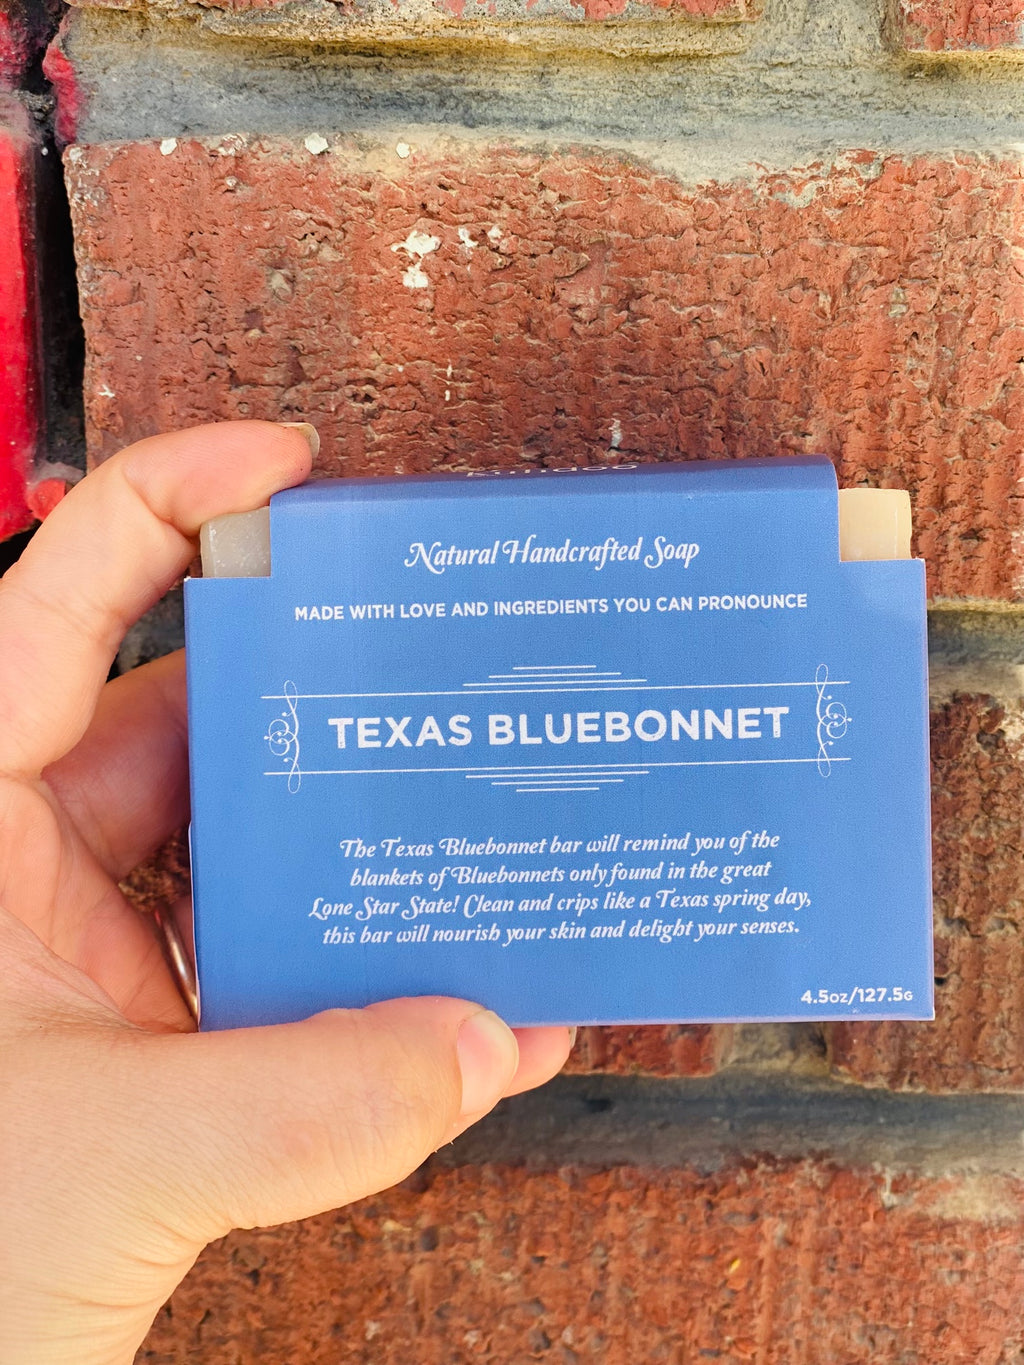 Natural Handcrafted Soap
MADE WITH LOVE AND INGREDIENTS YOU CAN PRONOUNCE
TEXAS BLUEBONNET
The Texas Bluebonnet bar will remind you of the
blankets of Bluebonnets only found in the great
Lone Star State! Clean and crips like a Texas spring day,
this bar will nourish your skin and delight your senses.
4.5OZ/127.5G